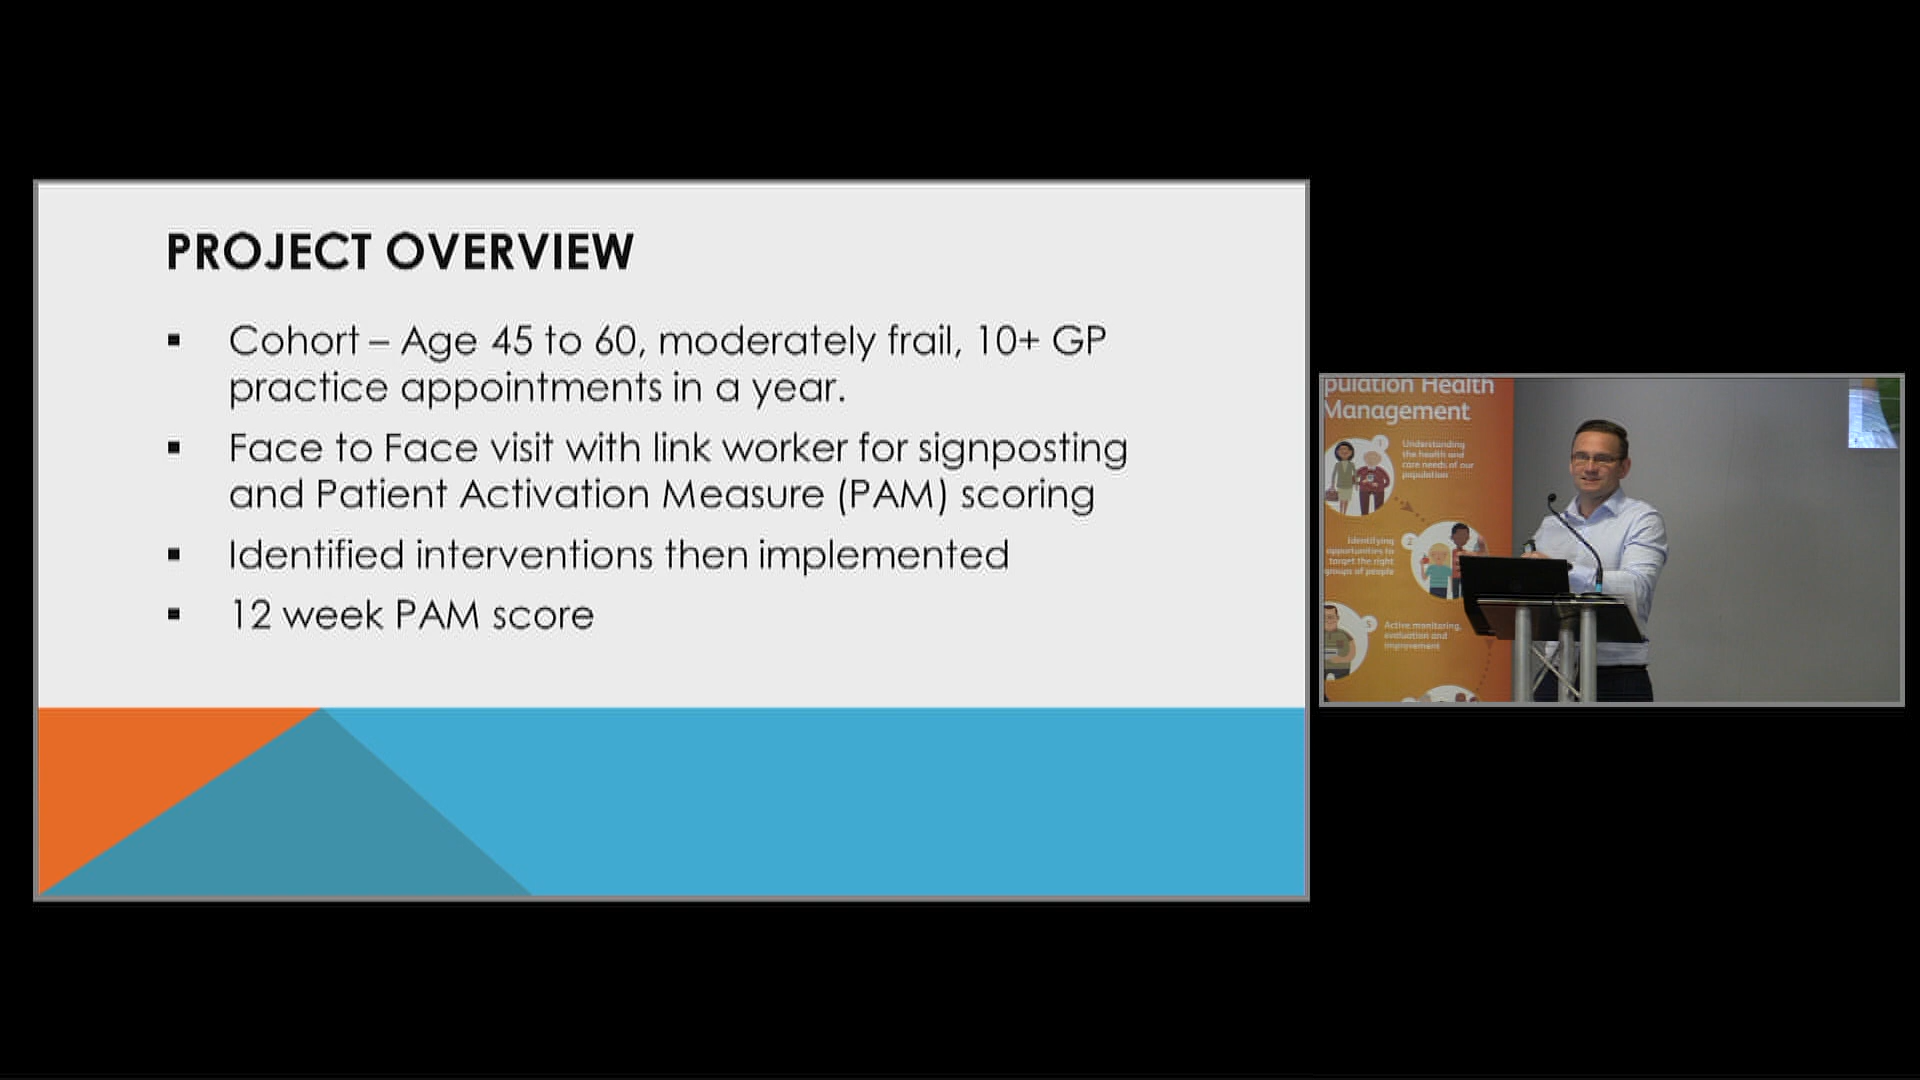 PROJECT OVERVIEW
Cohort – Age 45 to 60, moderately frail, 10+ GP
practice appointments in a year.
Face to Face visit with link worker for signposting
and Patient Activation Measure (PAM) scoring
Identified interventions then implemented
12 week PAM score
pulation Health
Management
1
Understanding
the health and
care needs of our
population
2
Identifying
opportunities to
target the right
groups of people
Active monitoring,
evaluation and
improvement